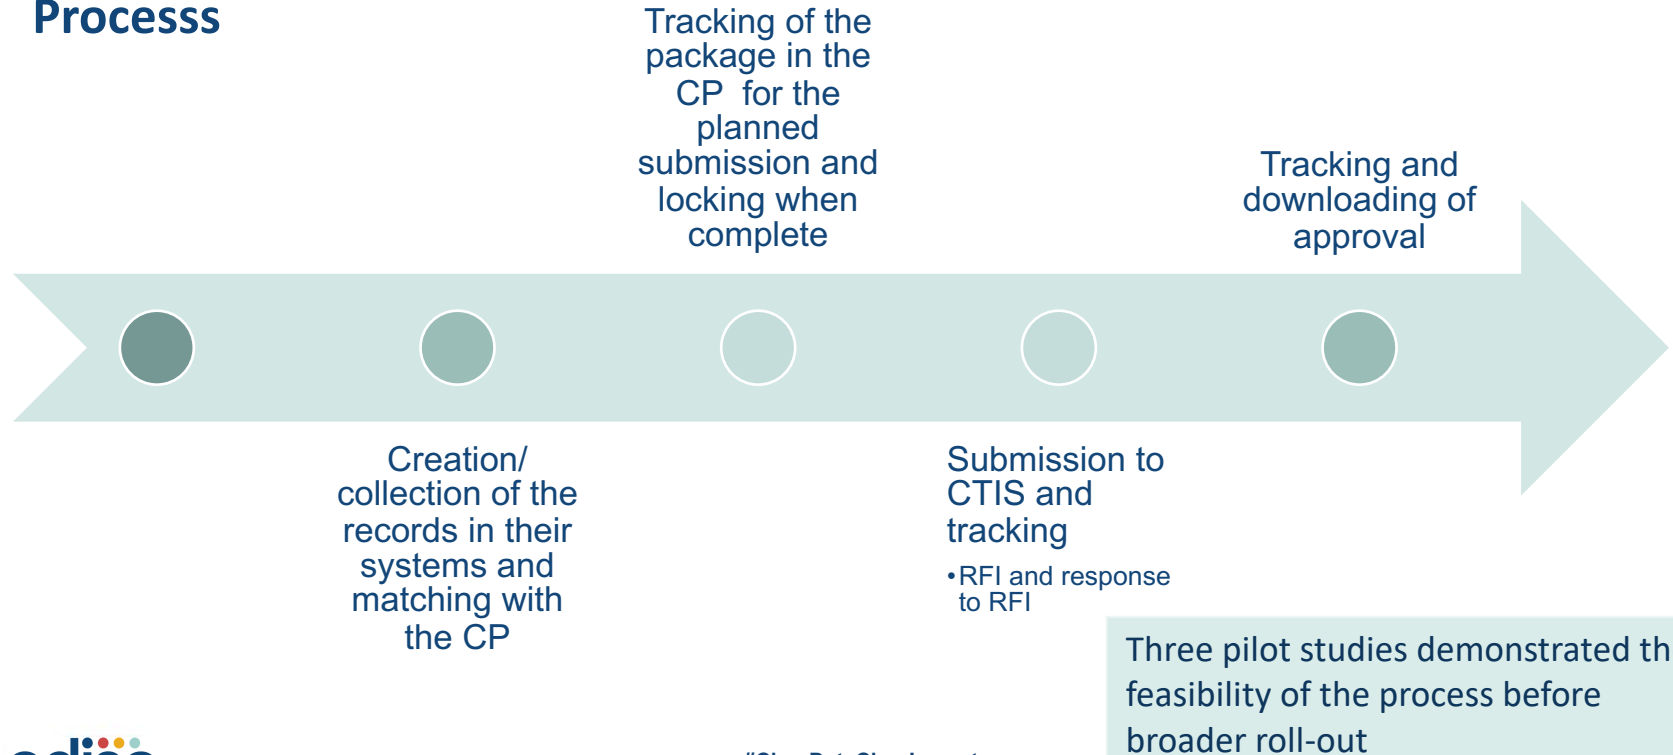 Processs
Tracking of the
package in the
CP for the
planned
submission and
locking when
complete
Tracking and
downloading of
approval
Creation/
collection of the
records in their
systems and
matching with
the CP
Submission to
CTIS and
tracking
•RFI and response
to RFI
Three pilot studies demonstrated th
feasibility of the process before
broader roll-out